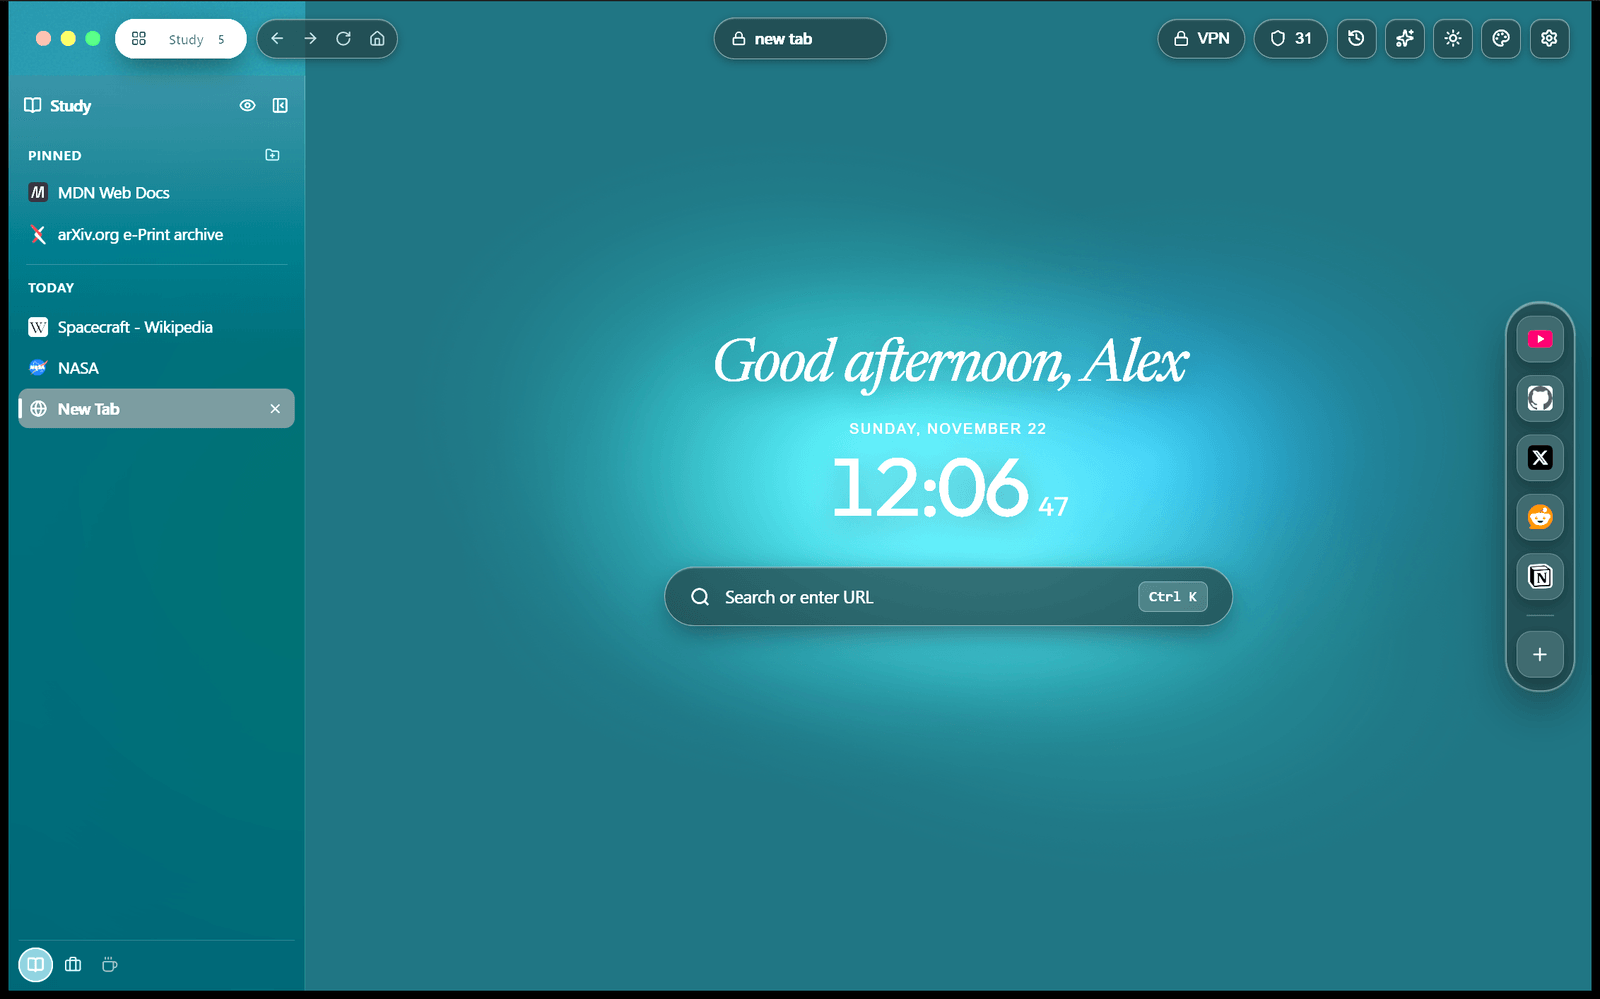 Study 5
new tab
VPN
31
Study
PINNED
MDN Web Docs
arXiv.org e-Print archive
TODAY
W
Spacecraft - Wikipedia
NASA
New Tab
Good afternoon, Alex
SUNDAY, NOVEMBER 22
12:06 47
Search or enter URL
Ctrl K